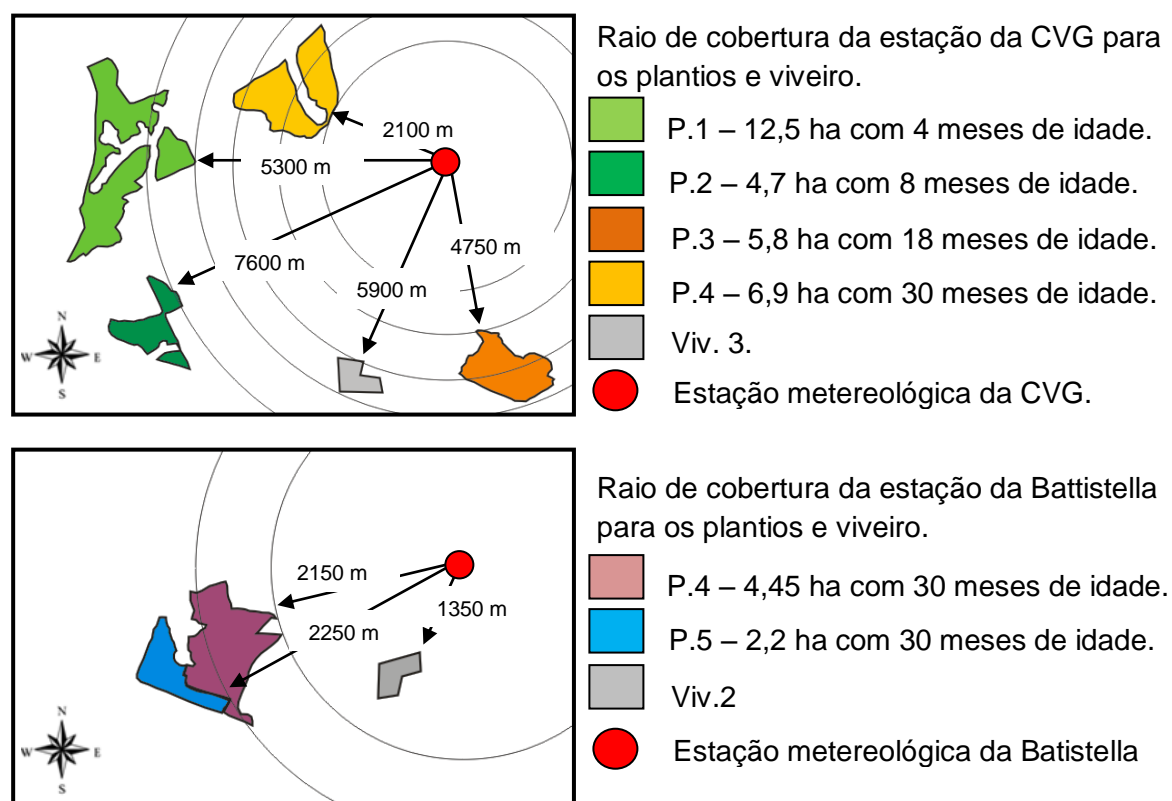 Raio de cobertura da estação da CVG para
os plantios e viveiro.
P.1 – 12,5 ha com 4 meses de idade.
P.2 – 4,7 ha com 8 meses de idade.
P.3 – 5,8 ha com 18 meses de idade.
P.4 – 6,9 ha com 30 meses de idade.
Viv. 3.
Estação metereológica da CVG.
2100 m
5300 m
7600 m
5900 m
4750 m
N
W
E
S
Raio de cobertura da estação da Battistella
para os plantios e viveiro.
P.4 – 4,45 ha com 30 meses de idade.
P.5 – 2,2 ha com 30 meses de idade.
Viv.2
Estação metereológica da Batistella
2150 m
2250 m
1350 m
N
W
E
S